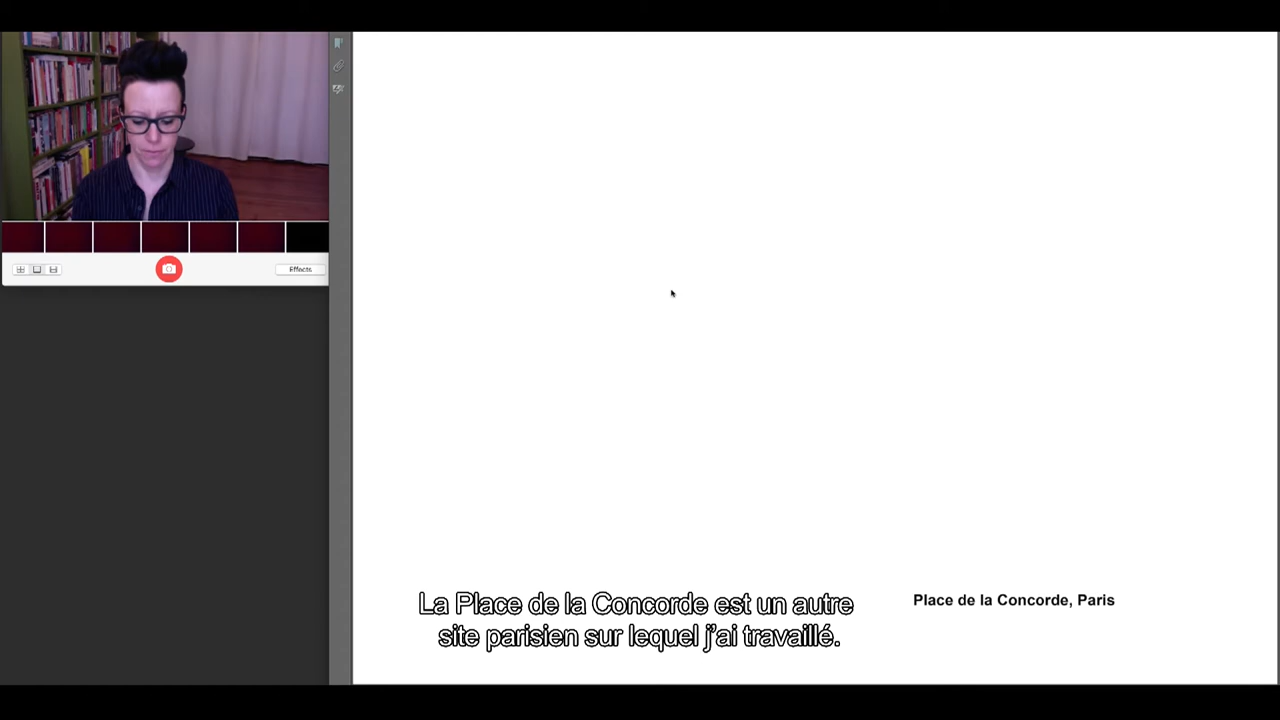 Effects
La Place de la Concorde est un autre
site parisien sur lequel j'ai travaillé.
Place de la Concorde, Paris